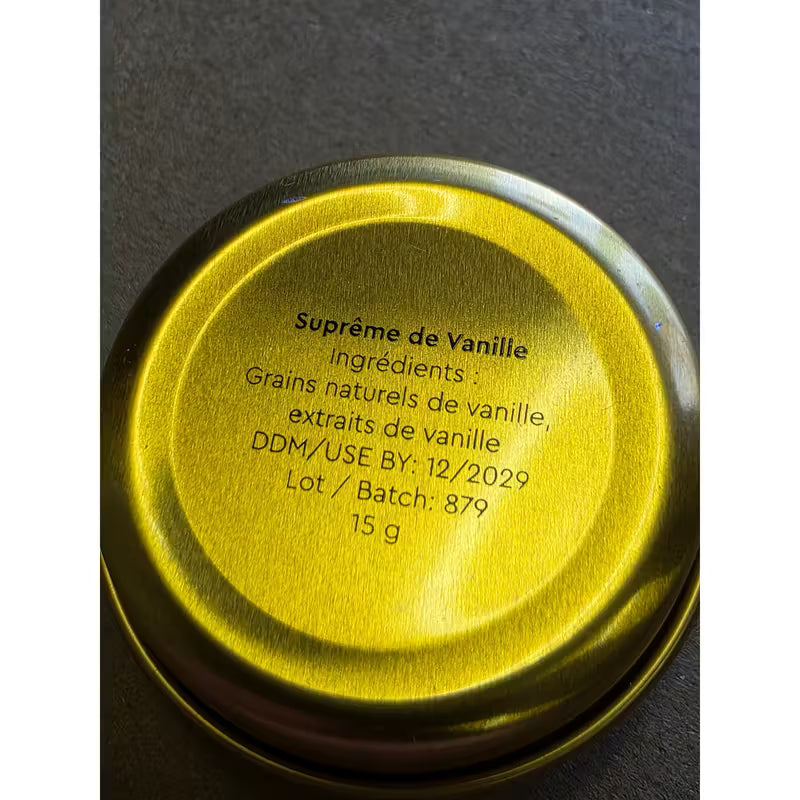 Suprême de Vanille
Ingrédients :
Grains naturels de vanille,
extraits de vanille
DDM/USE BY: 12/2029
Lot / Batch: 879
15 g